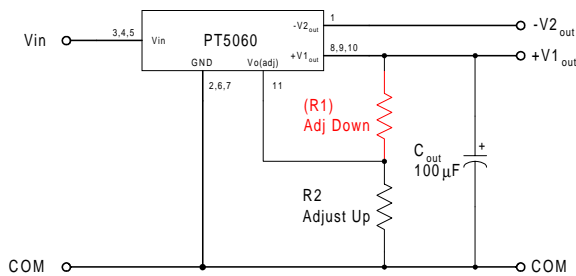 1
-V2out
-V2out
Vin
3,4,5
Vin
PT5060
+V1out
8,9,10
+V1out
GND
Vo(adj)
2,6,7
11
(R1)
Adj Down
+
Cout
100µF
R2
Adjust Up
COM
COM